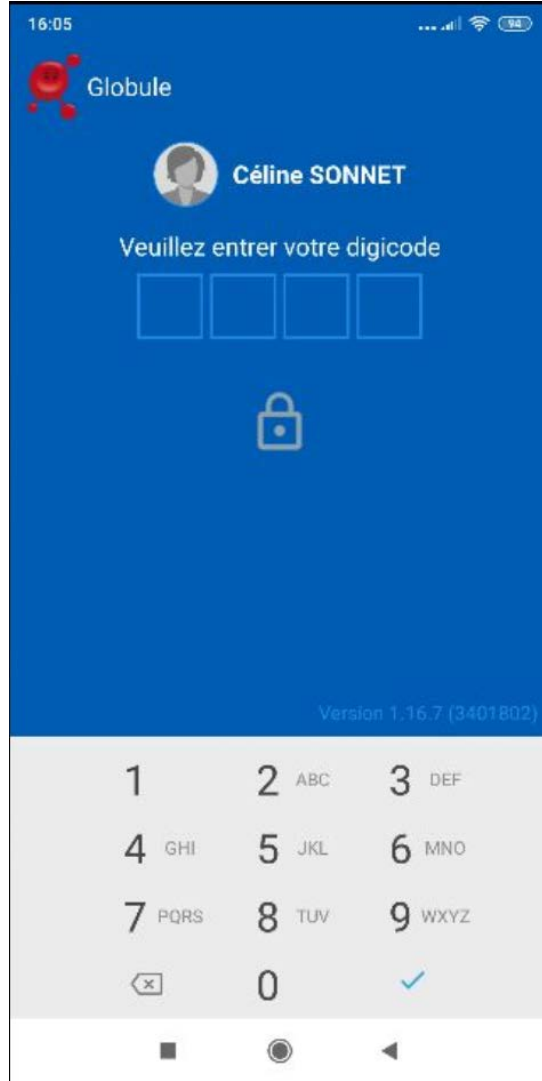 16:05
94
Globule
Céline SONNET
Veuillez entrer votre digicode
Version 1.16.7 (3401802)
1 2 ABC 3 DEF
4 GHI 5 JKL 6 MNO
7 PQRS 8 TUV 9 WXYZ
0